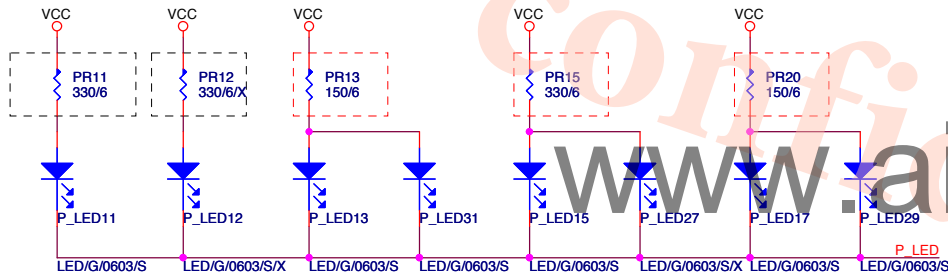 VCC VCC VCC VCC VCC
PR11 PR12 PR13 PR15 PR20
330/6 330/6/X 150/6 330/6 150/6
confi
www.a
P_LED11 P_LED12 P_LED13 P_LED31 P_LED15 P_LED27 P_LED17 P_LED29
P_LED
LED/G/0603/S LED/G/0603/S/X LED/G/0603/S LED/G/0603/S LED/G/0603/S LED/G/0603/S/X LED/G/0603/S LED/G/0603/